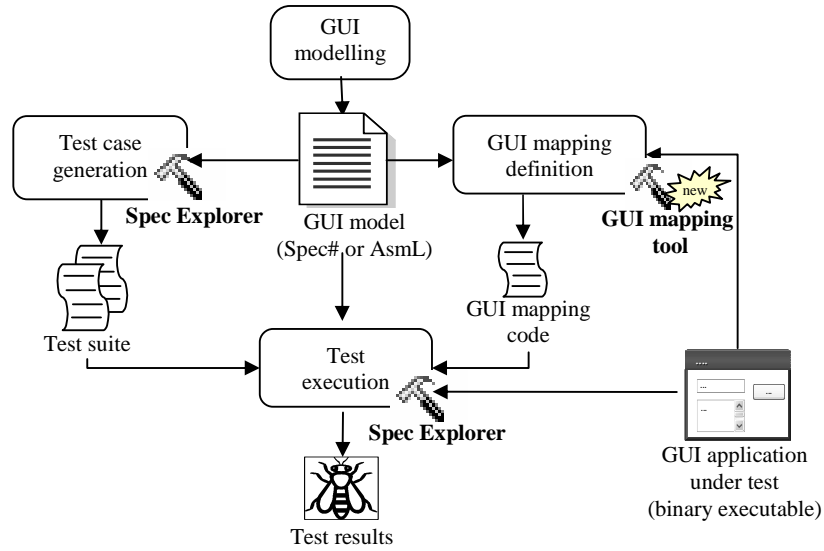 GUI
modelling
Test case
generation
Spec Explorer
GUI model
(Spec# or AsmL)
GUI mapping
definition
new
GUI mapping
tool
Test suite
GUI mapping
code
Test
execution
Spec Explorer
....
...
...
...
GUI application
under test
(binary executable)
Test results